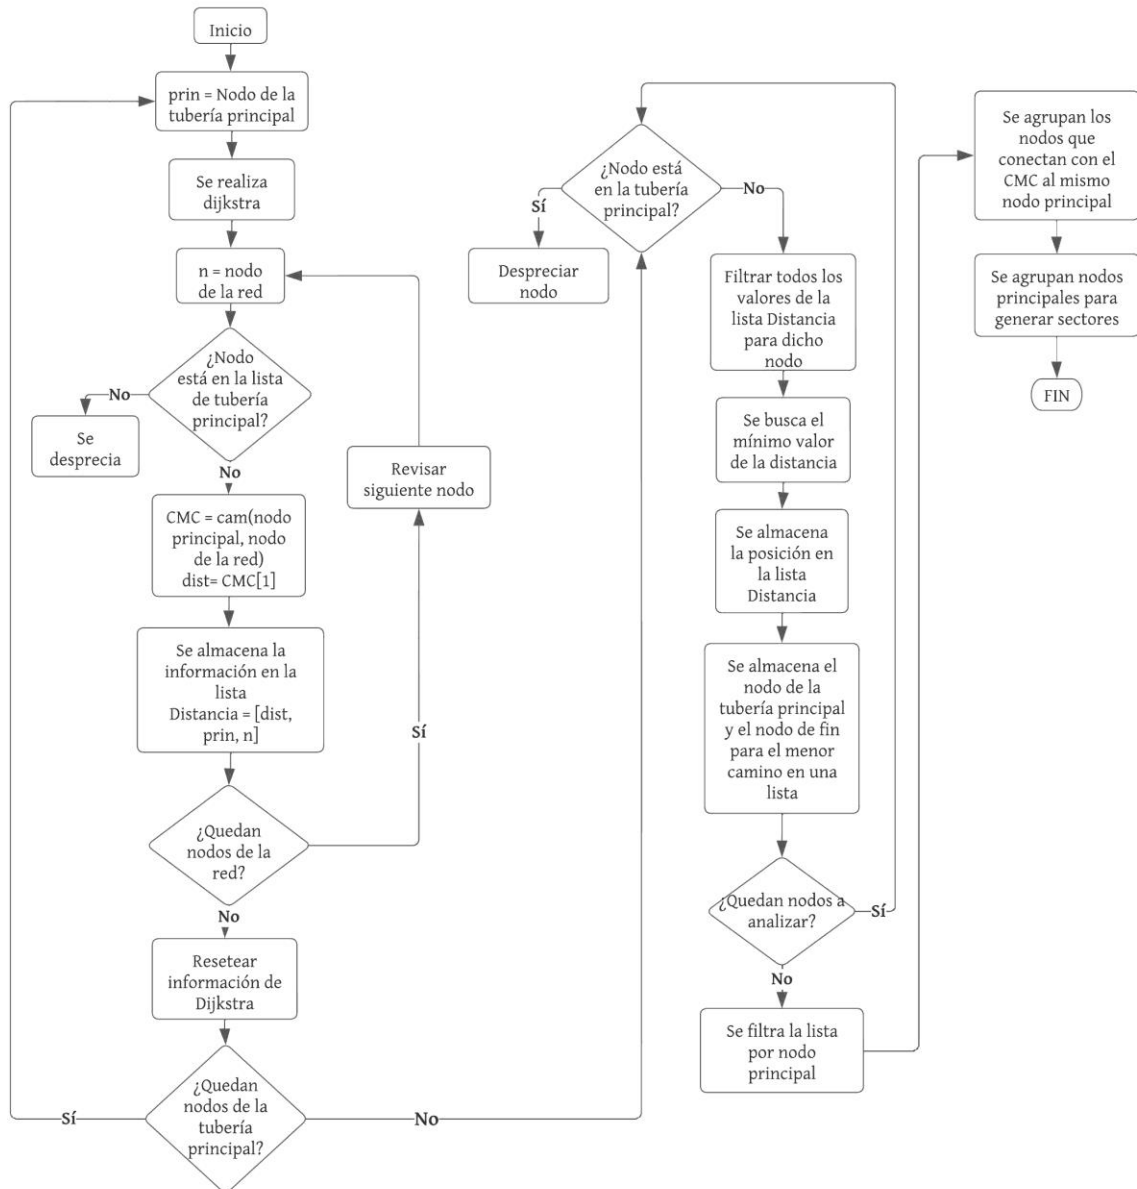 Inicio
prin = Nodo de la
tubería principal
Se realiza
dijkstra
n = nodo
de la red
¿Nodo
está en la lista
de tubería
principal?
No
Se
desprecia
No
CMC = cam(nodo
principal, nodo
de la red)
dist= CMC[1]
Se almacena la
información en la
lista
Distancia = [dist,
prin, n]
¿Quedan
nodos de la
red?
Sí
Revisar
siguiente nodo
No
Resetear
información de
Dijkstra
¿Quedan
nodos de la
tubería
principal?
Sí
No
¿Nodo está
en la tubería
principal?
Sí
Despreciar
nodo
No
Filtrar todos los
valores de la
lista Distancia
para dicho
nodo
Se busca el
mínimo valor
de la distancia
Se almacena
la posición en
la lista
Distancia
Se almacena el
nodo de la
tubería principal
y el nodo de fin
para el menor
camino en una
lista
¿Quedan nodos a
analizar?
Sí
No
Se filtra la lista
por nodo
principal
Se agrupan los
nodos que
conectan con el
CMC al mismo
nodo principal
Se agrupan nodos
principales para
generar sectores
FIN